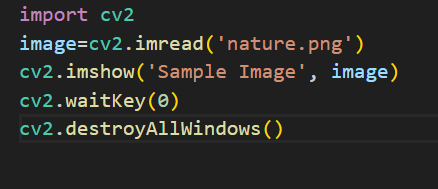 import cv2
image=cv2.imread('nature.png')
cv2.imshow('Sample Image', image)
cv2.waitKey(0)
cv2.destroyAllWindows()